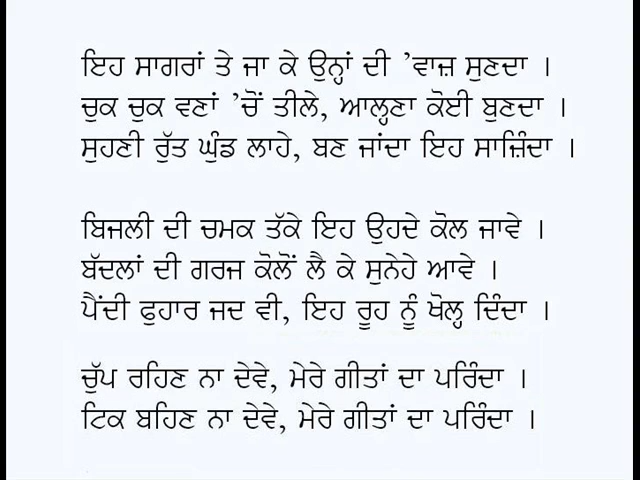 ਇਹ ਸਾਗਰਾਂ ਤੇ ਜਾ ਕੇ ਉਨ੍ਹਾਂ ਦੀ ’ਵਾਜ਼ ਸੁਣਦਾ ।
ਚੁਕ ਚੁਕ ਵਣਾਂ ’ਚੋਂ ਤੀਲੇ, ਆਲ੍ਹਣਾ ਕੋਈ ਬੁਣਦਾ ।
ਸੁਹਣੀ ਰੁੱਤ ਘੁੰਡ ਲਾਹੇ, ਬਣ ਜਾਂਦਾ ਇਹ ਸਾਜ਼ਿੰਦਾ ।
ਬਿਜਲੀ ਦੀ ਚਮਕ ਤੱਕੇ ਇਹ ਉਹਦੇ ਕੋਲ ਜਾਵੇ ।
ਬੱਦਲਾਂ ਦੀ ਗਰਜ ਕੋਲੋਂ ਲੈ ਕੇ ਸੁਨੇਹੇ ਆਵੇ ।
ਪੈਂਦੀ ਫੁਹਾਰ ਜਦ ਵੀ, ਇਹ ਰੂਹ ਨੂੰ ਖੋਲ੍ਹ ਦਿੰਦਾ ।
ਚੁੱਪ ਰਹਿਣ ਨਾ ਦੇਵੇ, ਮੇਰੇ ਗੀਤਾਂ ਦਾ ਪਰਿੰਦਾ ।
ਟਿਕ ਬਹਿਣ ਨਾ ਦੇਵੇ, ਮੇਰੇ ਗੀਤਾਂ ਦਾ ਪਰਿੰਦਾ ।